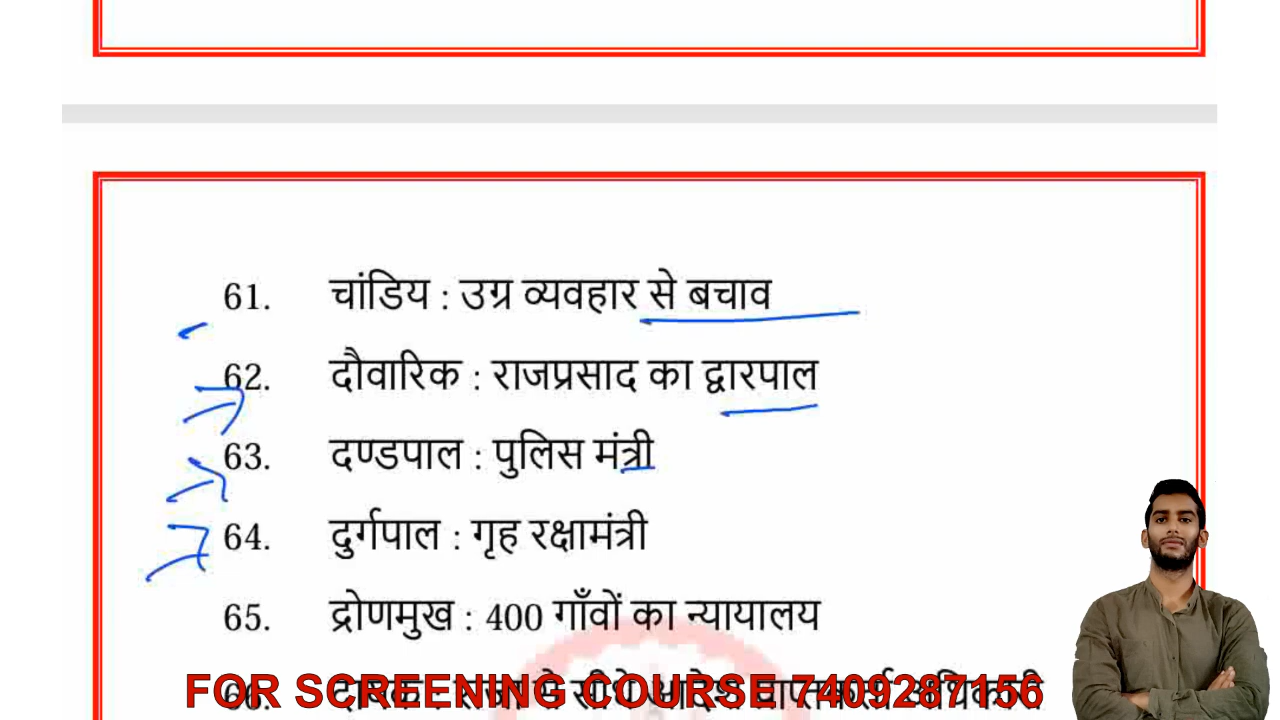 61. चांडिय : उग्र व्यवहार से बचाव
62. दौवारिक : राजप्रसाद का द्वारपाल
63. दण्डपाल : पुलिस मंत्री
64. दुर्गपाल : गृह रक्षामंत्री
65. द्रोणमुख : 400 गाँवों का न्यायालय
66.
FOR SCREENING COURSE 7409287156